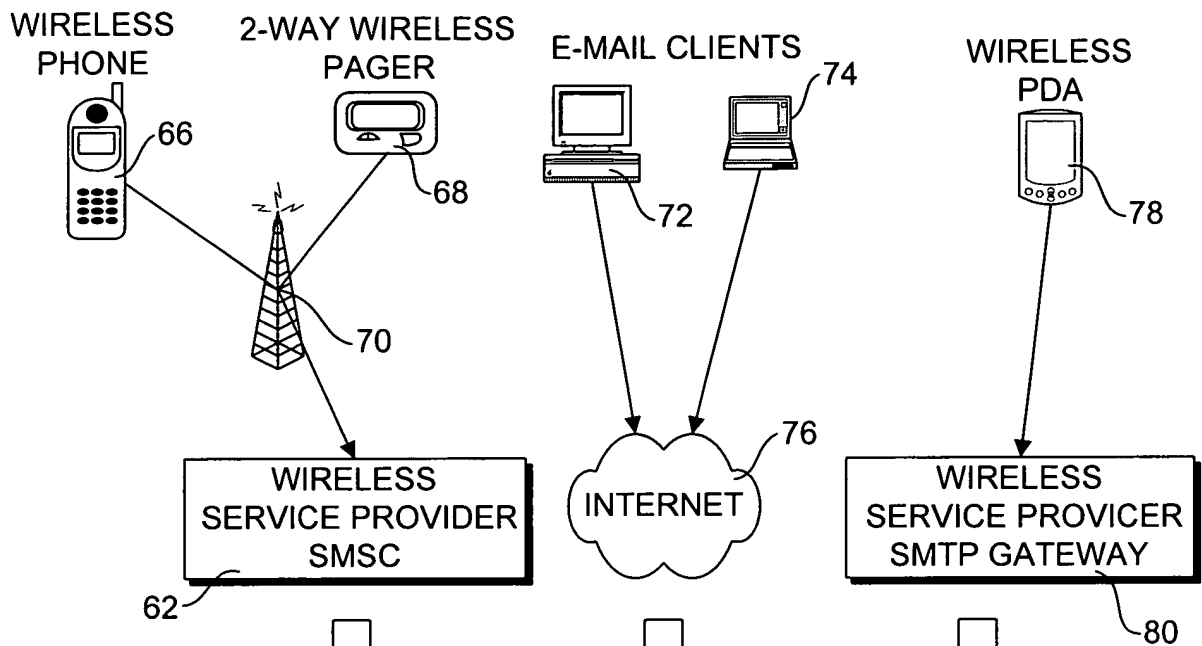 WIRELESS
PHONE
2-WAY WIRELESS
PAGER
E-MAIL CLIENTS
WIRELESS
PDA
66
68
72
74
78
70
76
WIRELESS
SERVICE PROVIDER
SMSC
INTERNET
WIRELESS
SERVICE PROVICER
SMTP GATEWAY
62
80